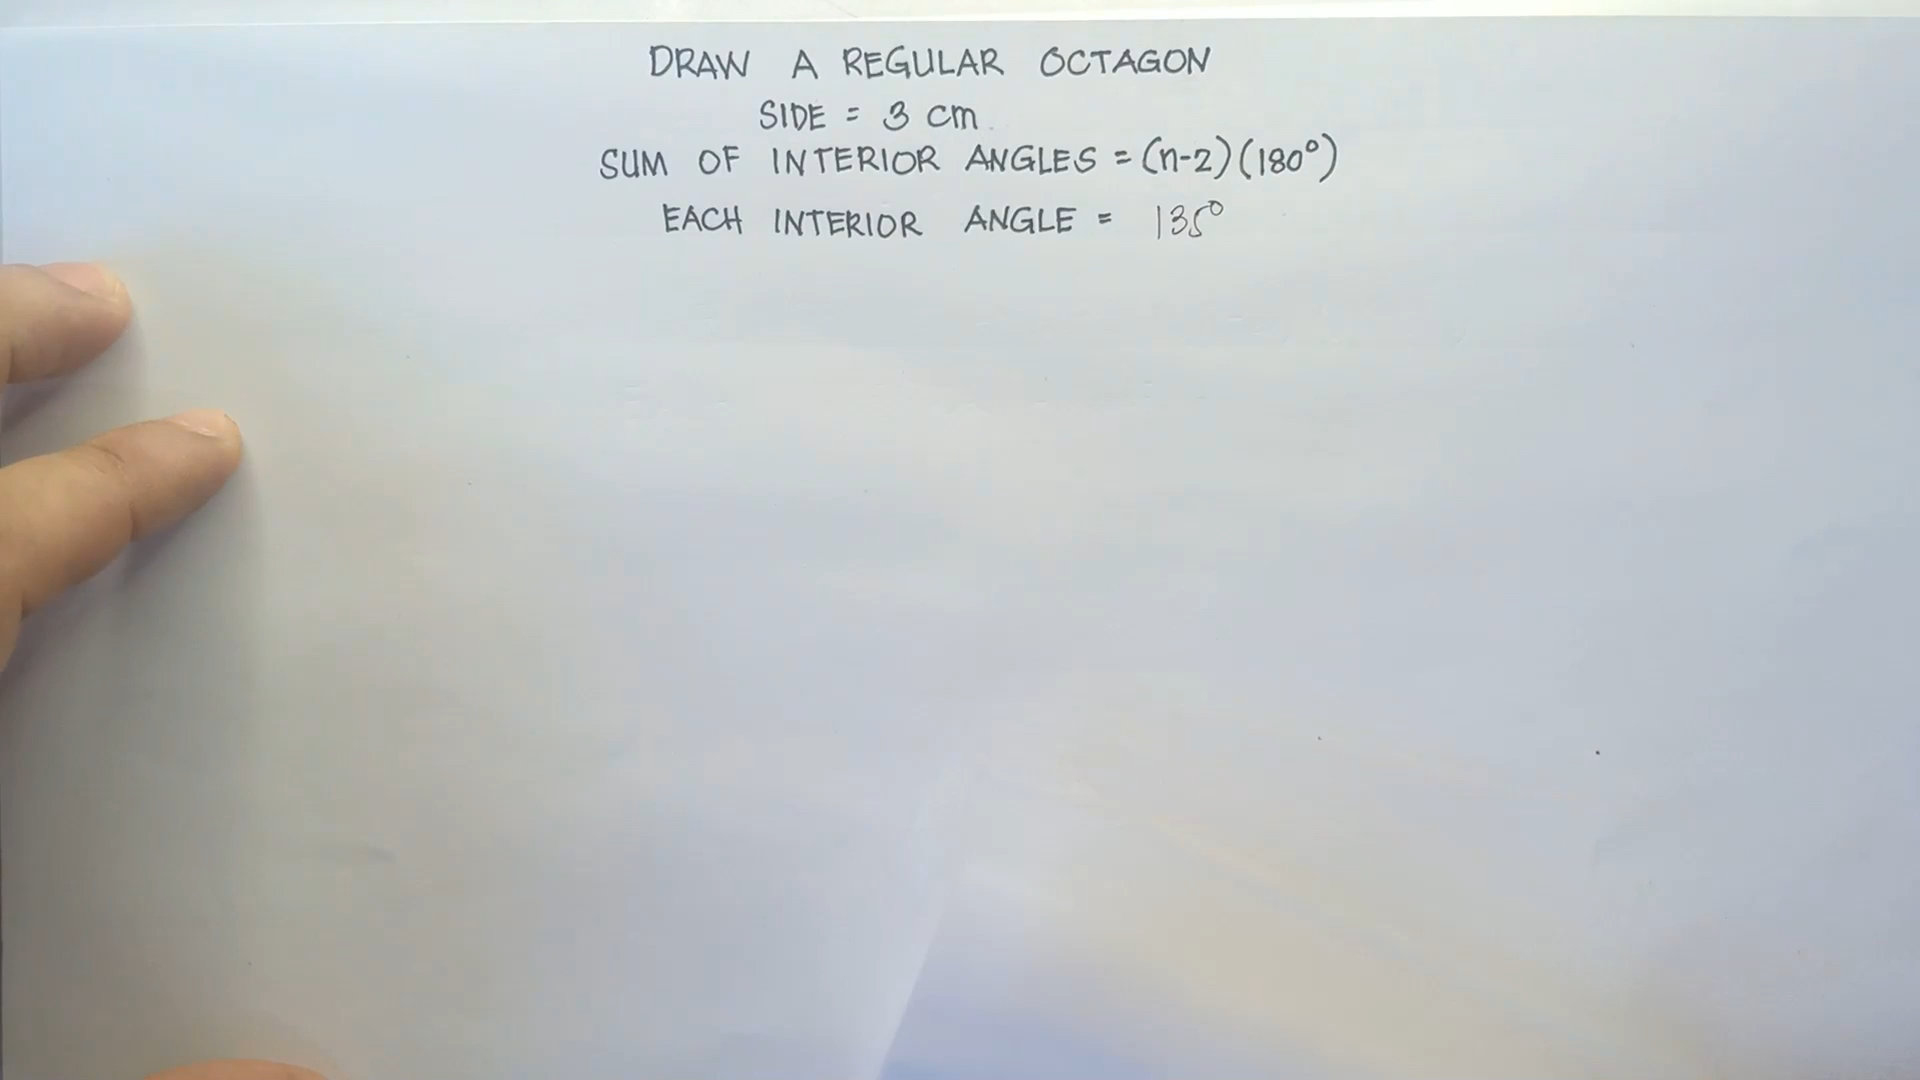 DRAW A REGULAR OCTAGON
SIDE = 3 cm
SUM OF INTERIOR ANGLES = (n-2)(180°)
EACH INTERIOR ANGLE = 135°